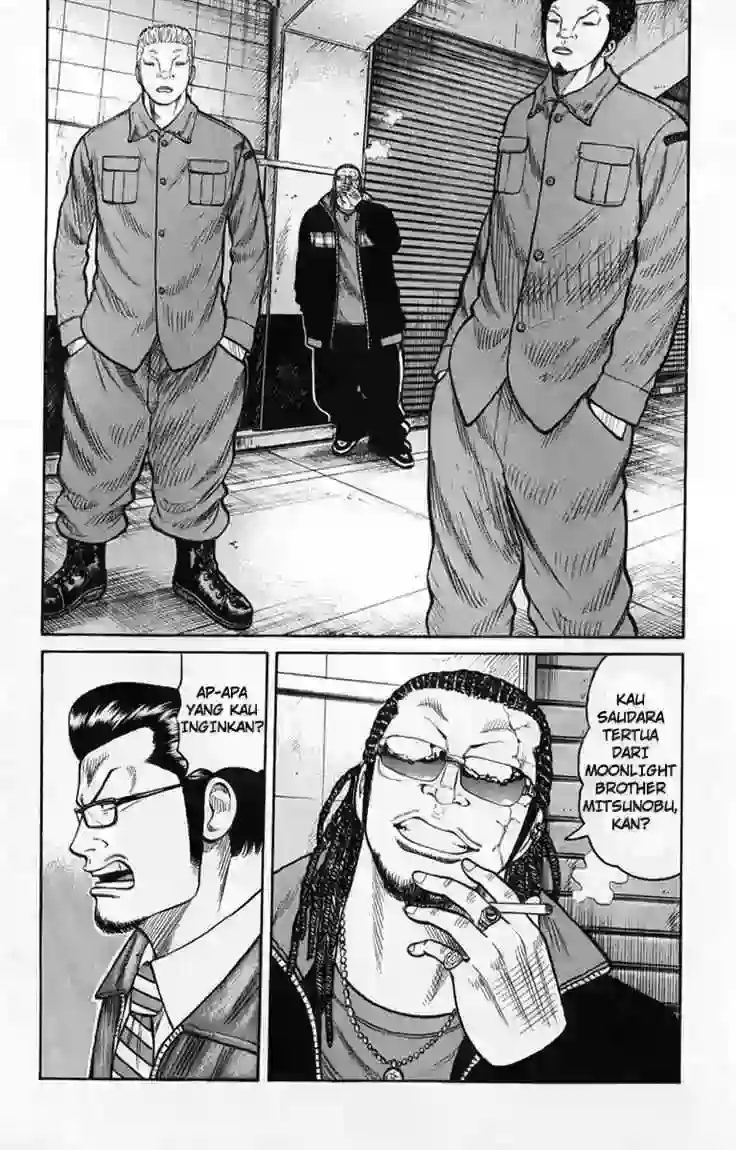 KAU
SAUDARA
TERTUA
DARI
MOONLIGHT
BROTHER
MITSUNOBU,
KAN?
AP-APA
YANG KAU
INGINKAN?